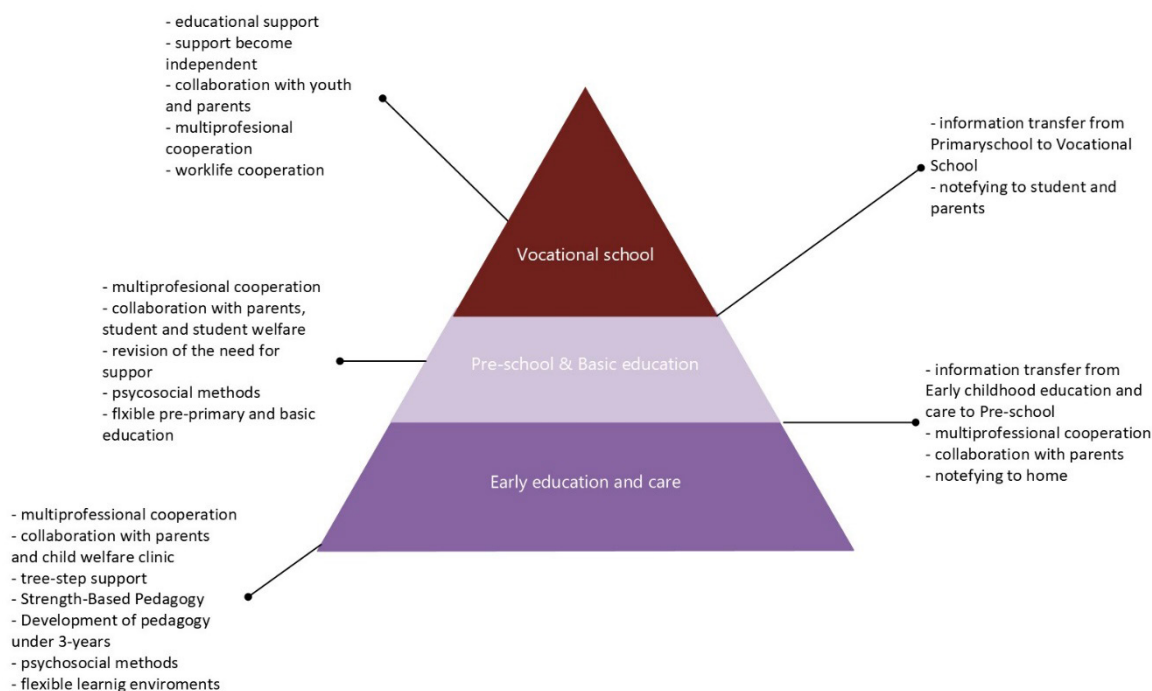 - educational support
- support become
independent
- collaboration with youth
and parents
- multiprofesional
cooperation
- worklife cooperation
- information transfer from
Primaryschool to Vocational
School
- notefying to student and
parents
Vocational school
- multiprofesional cooperation
- collaboration with parents,
student and student welfare
- revision of the need for
suppor
- psycosocial methods
- flxible pre-primary and basic
education
Pre-school & Basic education
- information transfer from
Early childhood education and
care to Pre-school
- multiprofessional cooperation
- collaboration with parents
- notefying to home
Early education and care
- multiprofessional cooperation
- collaboration with parents
and child welfare clinic
- tree-step support
- Strength-Based Pedagogy
- Development of pedagogy
under 3-years
- psychosocial methods
- flexible learnig enviroments